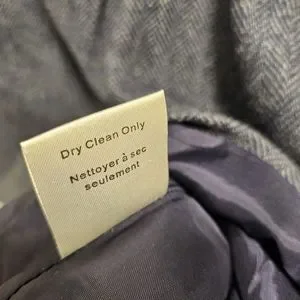 Dry Clean Only
Nettoyer à sec
seulement